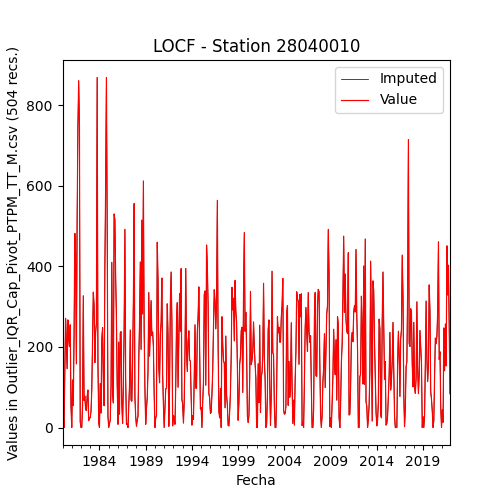 LOCF - Station 28040010
Imputed
Value
Values in Outlier_IQR_Cap_Pivot_PTPM_TT_M.csv (504 recs.)
800
600
400
200
0
1984 1989 1994 1999 2004 2009 2014 2019
Fecha